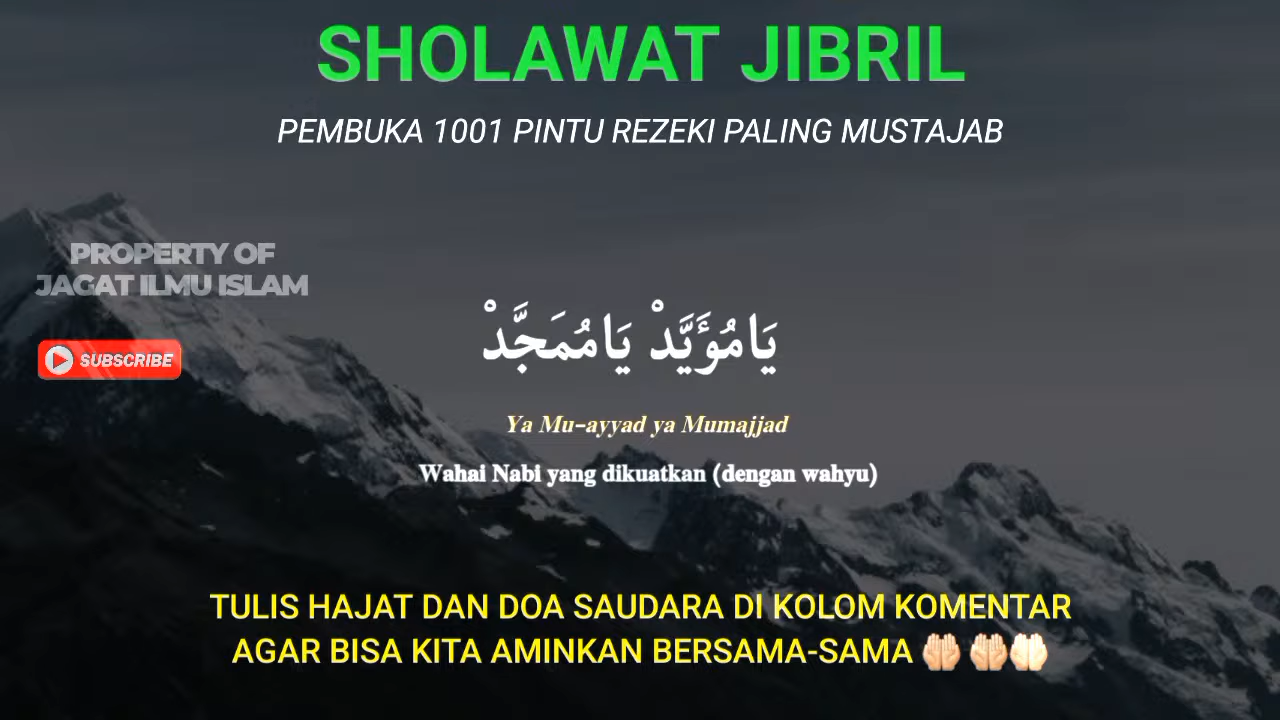 SHOLAWAT JIBRIL
PEMBUKA 1001 PINTU REZEKI PALING MUSTAJAB
PROPERTY OF
JAGAT ILMU ISLAM
SUBSCRIBE
يَامُؤَيَّدْ يَامُمَجَّدْ
Ya Mu-ayyad ya Mumajjad
Wahai Nabi yang dikuatkan (dengan wahyu)
TULIS HAJAT DAN DOA SAUDARA DI KOLOM KOMENTAR
AGAR BISA KITA AMINKAN BERSAMA-SAMA 🤲🏻 🤲🏻🤲🏻